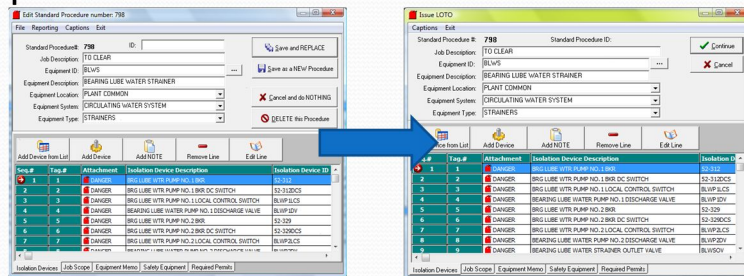 Edit Standard Procedure number: 798
File Reporting Captions Exit
Standard Procedure#: 798 ID:
Job Description: TO CLEAR
Equipment ID: BLWS ...
Equipment Description: BEARING LUBE WATER STRAINER
Equipment Location: PLANT COMMON
Equipment System: CIRCULATING WATER SYSTEM
Equipment Type: STRAINERS
Save and REPLACE
Save as a NEW Procedure
Cancel and do NOTHING
DELETE this Procedure
Add Device from List Add Device Add NOTE Remove Line Edit Line
Seq.# Tag.# Attachment Isolation Device Description Isolation Device ID
1 1 DANGER BRG LUBE WTR PUMP NO. 1 BKR 52-312
2 2 DANGER BRG LUBE WTR PUMP NO. 1 BKR DC SWITCH 52-312DCS
3 3 DANGER BRG LUBE WTR PUMP NO. 1 LOCAL CONTROL SWITCH BLWP1LCS
4 4 DANGER BEARING LUBE WATER PUMP NO. 1 DISCHARGE VALVE BLWP1DV
5 5 DANGER BRG LUBE WTR PUMP NO. 2 BKR 52-329
6 6 DANGER BRG LUBE WTR PUMP NO. 2 BKR DC SWITCH 52-329DCS
7 7 DANGER BRG LUBE WTR PUMP NO. 2 LOCAL CONTROL SWITCH BLWP2LCS
8 8 DANGER BEARING LUBE WATER PUMP NO. 2 DISCHARGE VALVE BLWP2DV
Isolation Devices Job Scope Equipment Memo Safety Equipment Required Permits
Issue LOTO
Captions Exit
Standard Procedure #: 798 Standard Procedure ID:
Job Description: TO CLEAR
Equipment ID: BLWS ...
Equipment Description: BEARING LUBE WATER STRAINER
Equipment Location: PLANT COMMON
Equipment System: CIRCULATING WATER SYSTEM
Equipment Type: STRAINERS
Continue
Cancel
from List Add Device Add NOTE Remove Line Edit Line
Tag.# Attachment Isolation Device Description Isolation D
1 1 DANGER BRG LUBE WTR PUMP NO. 1 BKR 52-312
2 2 DANGER BRG LUBE WTR PUMP NO. 1 BKR DC SWITCH 52-312DCS
3 3 DANGER BRG LUBE WTR PUMP NO. 1 LOCAL CONTROL SWITCH BLWP1LCS
4 4 DANGER BEARING LUBE WATER PUMP NO. 1 DISCHARGE VALVE BLWP1DV
5 5 DANGER BRG LUBE WTR PUMP NO. 2 BKR 52-329
6 6 DANGER BRG LUBE WTR PUMP NO. 2 BKR DC SWITCH 52-329DCS
7 7 DANGER BRG LUBE WTR PUMP NO. 2 LOCAL CONTROL SWITCH BLWP2LCS
8 8 DANGER BEARING LUBE WATER PUMP NO. 2 DISCHARGE VALVE BLWP2DV
9 9 DANGER BEARING LUBE WATER STRAINER OUTLET VALVE BLWSOV
Isolation Devices Job Scope Equipment Memo Safety Equipment Required Permits